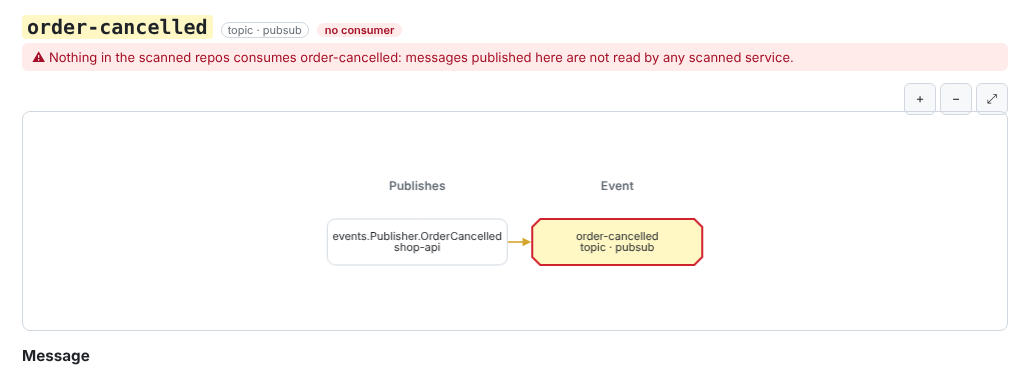 order-cancelled topic · pubsub no consumer
⚠ Nothing in the scanned repos consumes order-cancelled: messages published here are not read by any scanned service.
+ − ⤢
Publishes Event
events.Publisher.OrderCancelled
shop-api
order-cancelled
topic · pubsub
Message